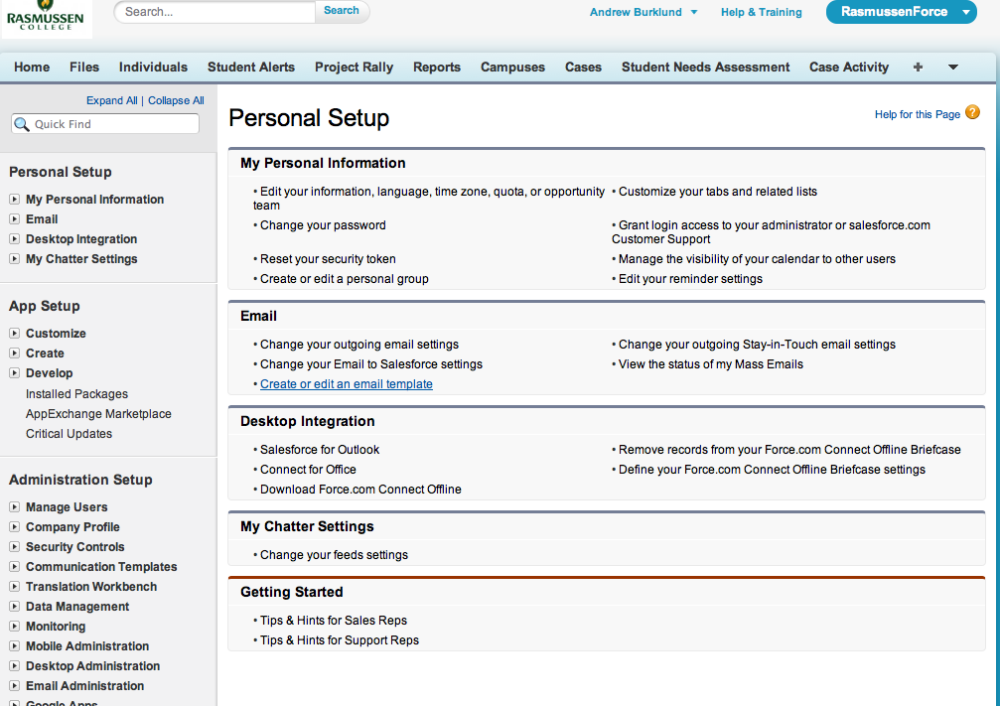 RASMUSSEN
COLLEGE
Search...
Search
Andrew Burklund
Help & Training
RasmussenForce
Home Files Individuals Student Alerts Project Rally Reports Campuses Cases Student Needs Assessment Case Activity +
Expand All | Collapse All
Quick Find
Personal Setup
My Personal Information
Email
Desktop Integration
My Chatter Settings
App Setup
Customize
Create
Develop
Installed Packages
AppExchange Marketplace
Critical Updates
Administration Setup
Manage Users
Company Profile
Security Controls
Communication Templates
Translation Workbench
Data Management
Monitoring
Mobile Administration
Desktop Administration
Email Administration
Google Apps
Personal Setup
Help for this Page ?
My Personal Information
• Edit your information, language, time zone, quota, or opportunity
team
• Customize your tabs and related lists
• Change your password
• Grant login access to your administrator or salesforce.com
Customer Support
• Reset your security token
• Manage the visibility of your calendar to other users
• Create or edit a personal group
• Edit your reminder settings
Email
• Change your outgoing email settings
• Change your outgoing Stay-in-Touch email settings
• Change your Email to Salesforce settings
• View the status of my Mass Emails
• Create or edit an email template
Desktop Integration
• Salesforce for Outlook
• Remove records from your Force.com Connect Offline Briefcase
• Connect for Office
• Define your Force.com Connect Offline Briefcase settings
• Download Force.com Connect Offline
My Chatter Settings
• Change your feeds settings
Getting Started
• Tips & Hints for Sales Reps
• Tips & Hints for Support Reps